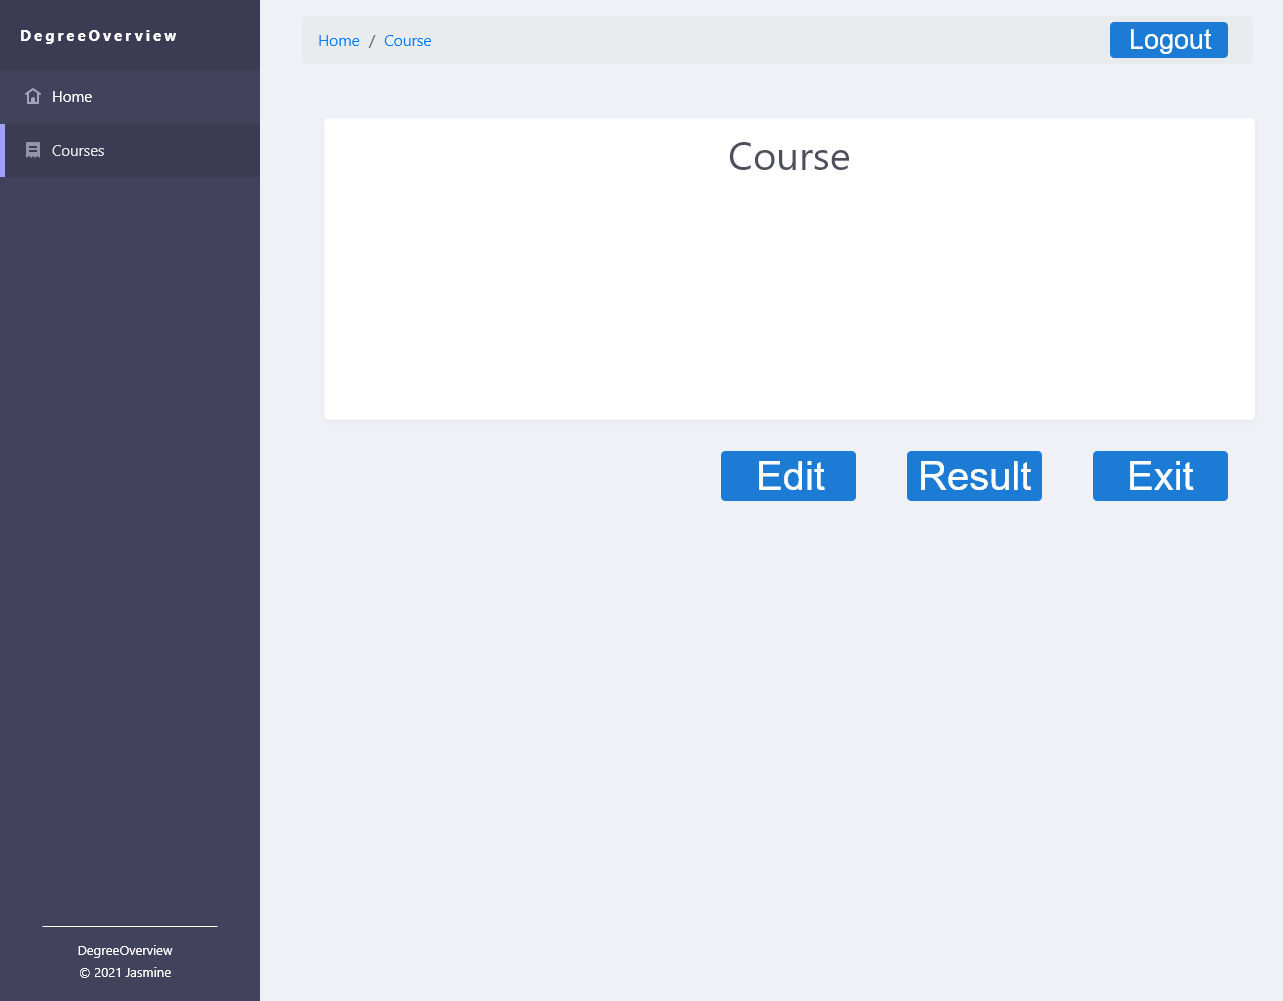 DegreeOverview
Home
Courses
Home / Course
Logout
Course
Edit
Result
Exit
DegreeOverview
© 2021 Jasmine